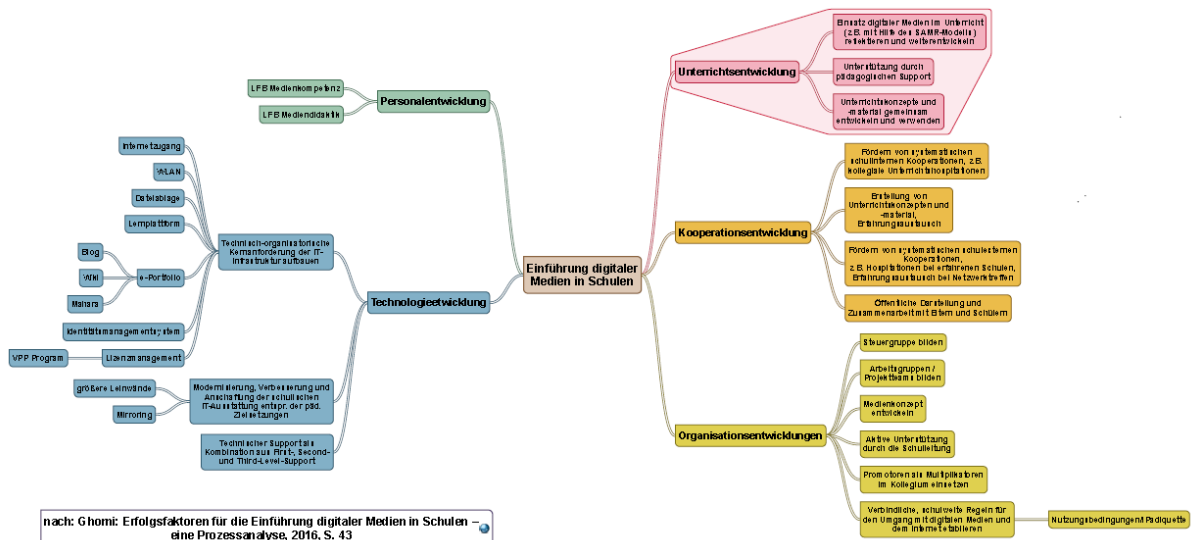 Einführung digitaler
Medien in Schulen
Unterrichtsentwicklung
Einsatz digitaler Medien im Unterricht
(z.B. mit Hilfe des SAMR-Modells)
reflektieren und weiterentwickeln
Unterstützung durch
pädagogischen Support
Unterrichtskonzepte und
-material gemeinsam
entwickeln und verwenden
Kooperationsentwicklung
Fördern von systematischen
schulinternen Kooperationen, z.B.
kollegiale Unterrichtshospitationen
Erstellung von
Unterrichtskonzepten und
-material,
Erfahrungsaustausch
Fördern von systematischen schulexternen
Kooperationen,
z.B. Hospitationen bei erfahrenen Schulen,
Erfahrungsaustausch bei Netzwerktreffen
Öffentliche Darstellung und
Zusammenarbeit mit Eltern und Schülern
Organisationsentwicklungen
Steuergruppe bilden
Arbeitsgruppen /
Projektteams bilden
Medienkonzept
entwickeln
Aktive Unterstützung
durch die Schulleitung
Promotoren als Multiplikatoren
im Kollegium einsetzen
Verbindliche, schulweite Regeln für
den Umgang mit digitalen Medien und
dem Internet etablieren
Nutzungsbedingungen/iPadiquette
Personalentwicklung
LFB Medienkompetenz
LFB Mediendidaktik
Technologieetwicklung
Technisch-organisatorische
Kernanforderung der IT-
Infrastruktur aufbauen
Internetzugang
WLAN
Dateiablage
Lernplattform
e-Portfolio
Blog
Wiki
Mahara
Identitätsmanagementsystem
Lizenzmanagement
VPP Program
Modernisierung, Verbesserung und
Anschaffung der schulischen
IT-Ausstattung entspr. der päd.
Zielsetzungen
größere Leinwände
Mirroring
Technischer Support als
Kombination aus First-, Second-
und Third-Level-Support
nach: Ghomi: Erfolgsfaktoren für die Einführung digitaler Medien in Schulen –
eine Prozessanalyse, 2016, S. 43